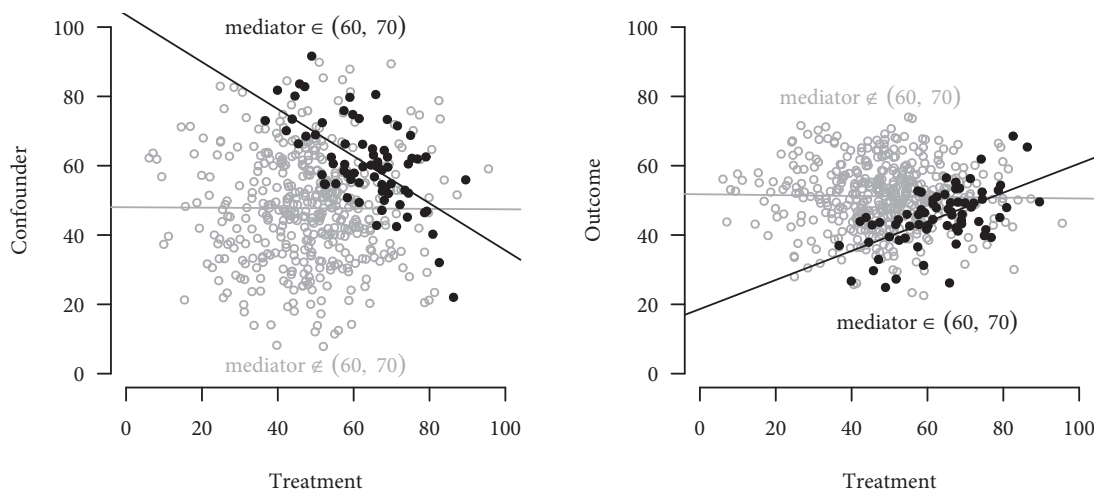 mediator ∈ (60, 70)
100
80
60
40
20
0
Confounder
mediator ∉ (60, 70)
0 20 40 60 80 100
Treatment
100
80
60
40
20
0
Outcome
mediator ∉ (60, 70)
mediator ∈ (60, 70)
0 20 40 60 80 100
Treatment